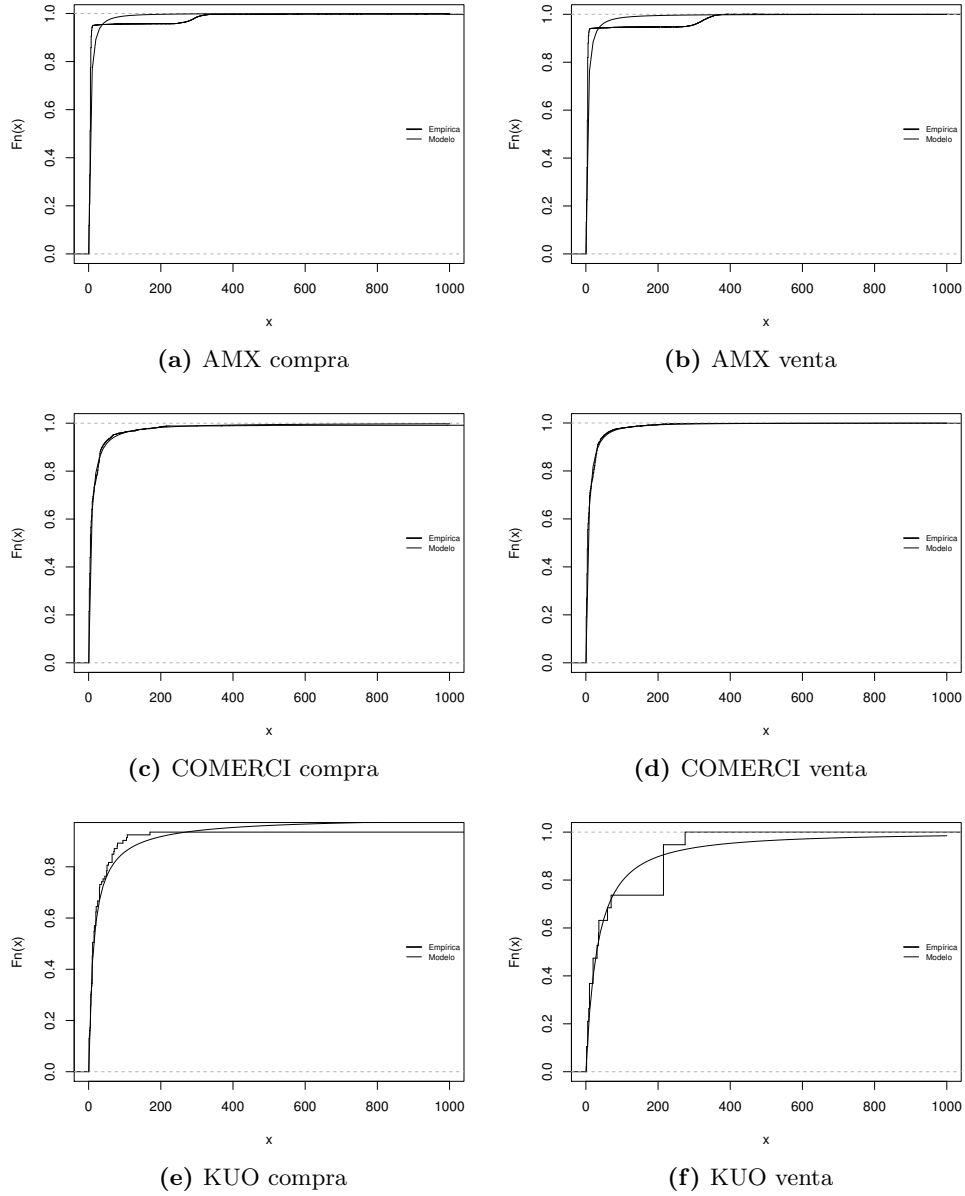 Fn(x)
0.0 0.2 0.4 0.6 0.8 1.0
Empírica
Modelo
0 200 400 600 800 1000
x
(a) AMX compra
Fn(x)
0.0 0.2 0.4 0.6 0.8 1.0
Empírica
Modelo
0 200 400 600 800 1000
x
(b) AMX venta
Fn(x)
0.0 0.2 0.4 0.6 0.8 1.0
Empírica
Modelo
0 200 400 600 800 1000
x
(c) COMERCI compra
Fn(x)
0.0 0.2 0.4 0.6 0.8 1.0
Empírica
Modelo
0 200 400 600 800 1000
x
(d) COMERCI venta
Fn(x)
0.0 0.2 0.4 0.6 0.8
Empírica
Modelo
0 200 400 600 800 1000
x
(e) KUO compra
Fn(x)
0.0 0.2 0.4 0.6 0.8 1.0
Empírica
Modelo
0 200 400 600 800 1000
x
(f) KUO venta